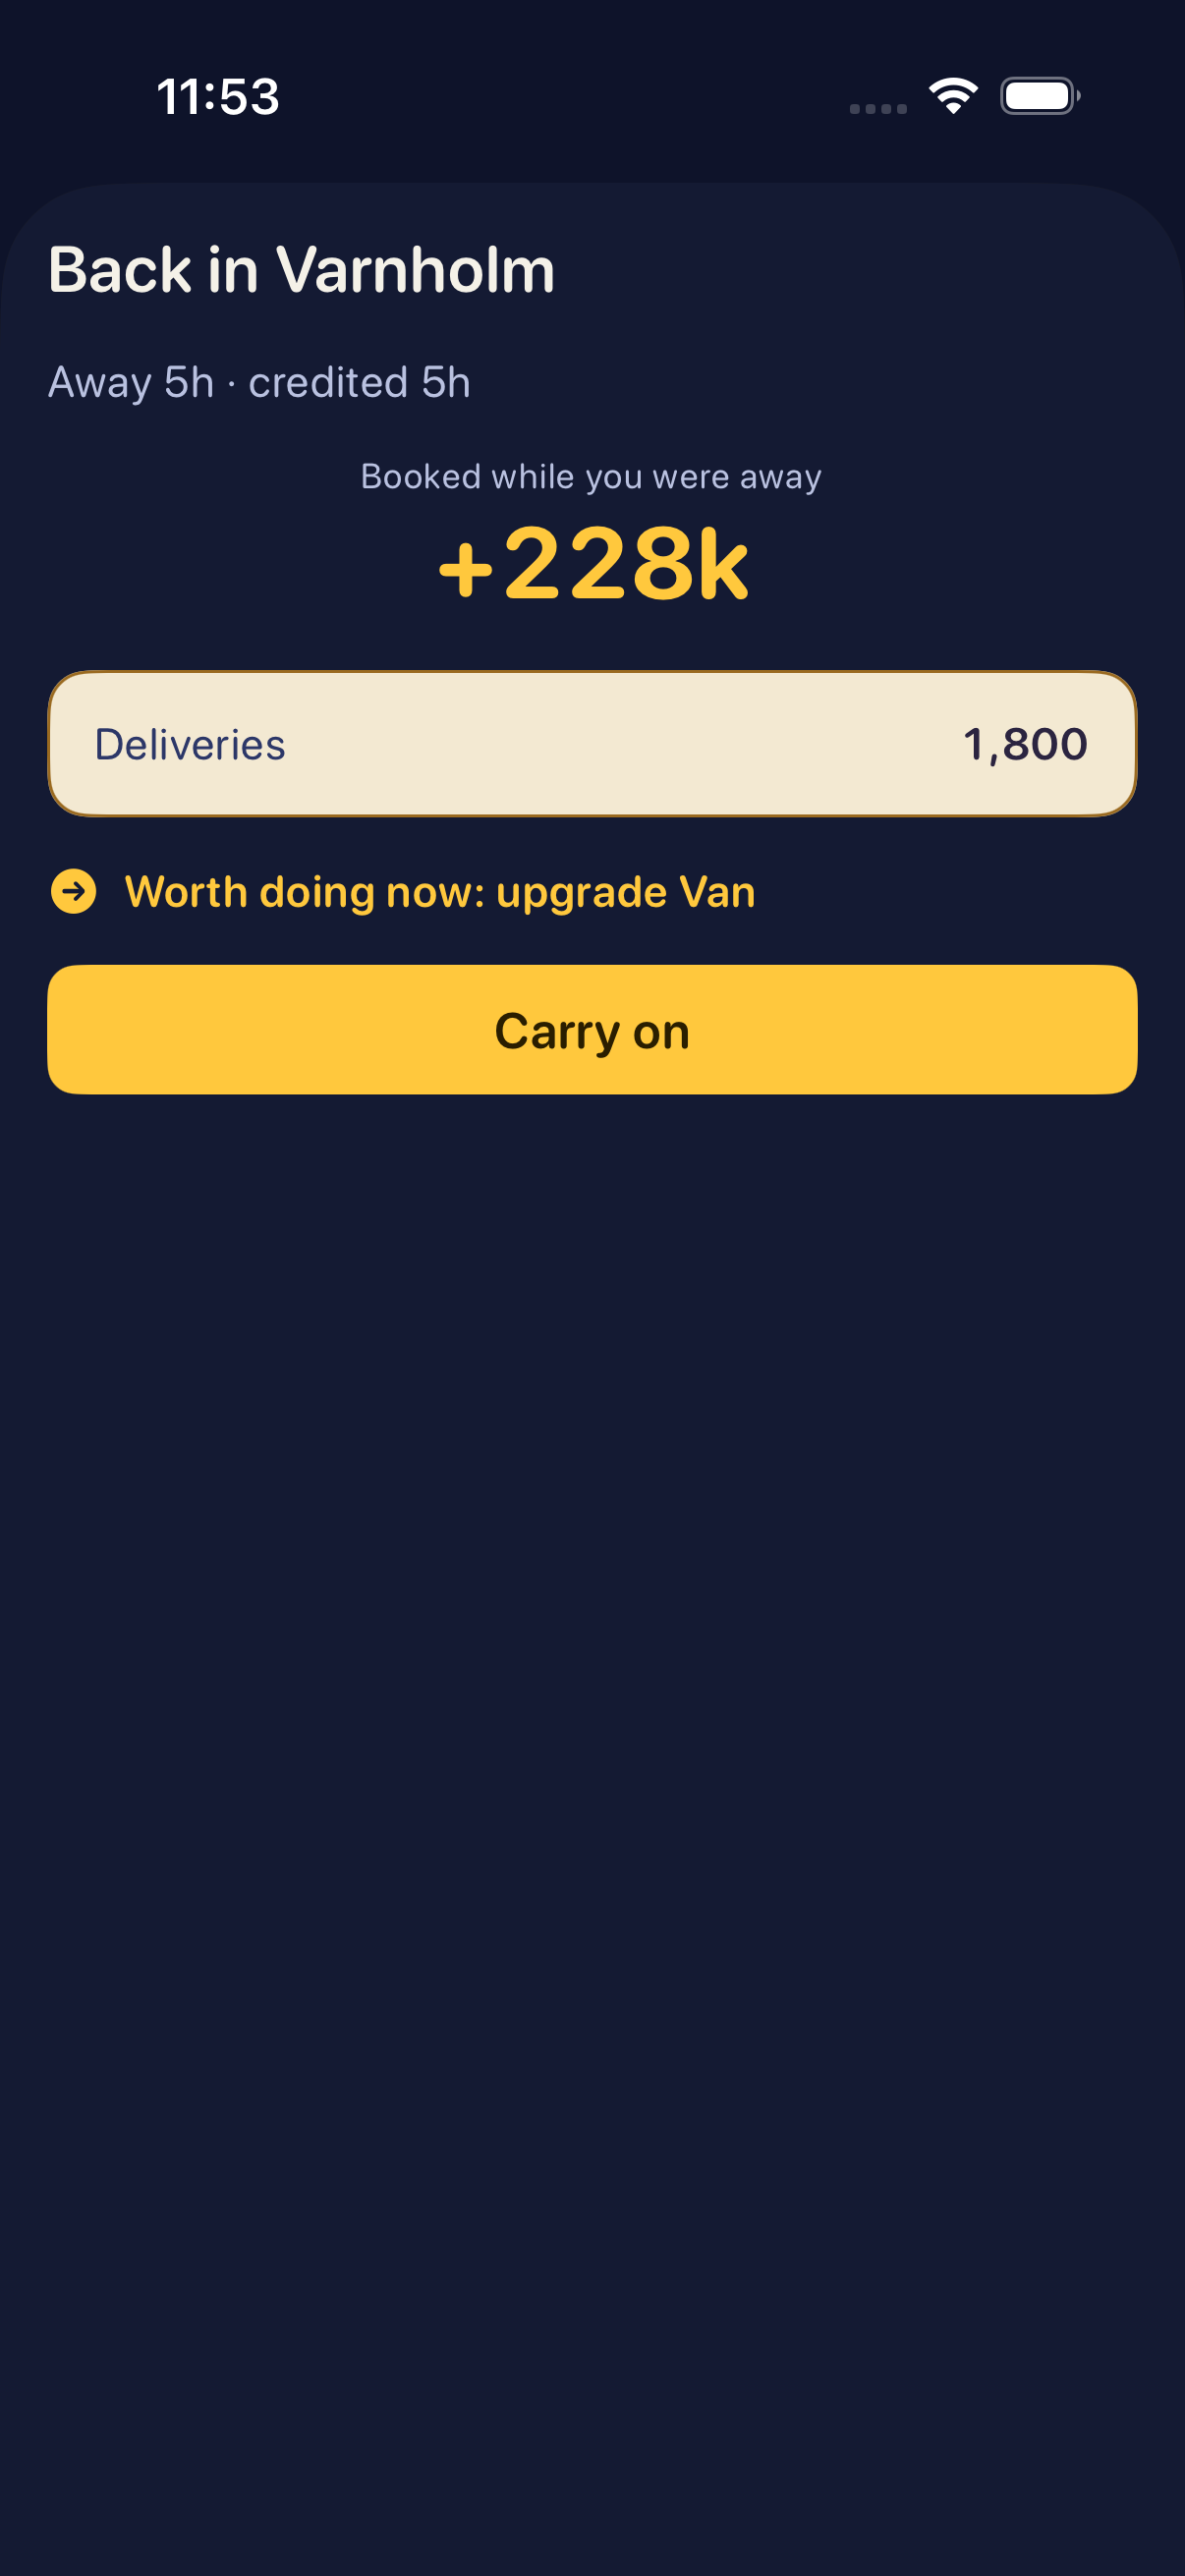 11:53
Back in Varnholm
Away 5h · credited 5h
Booked while you were away
+228k
Deliveries 1,800
Worth doing now: upgrade Van
Carry on